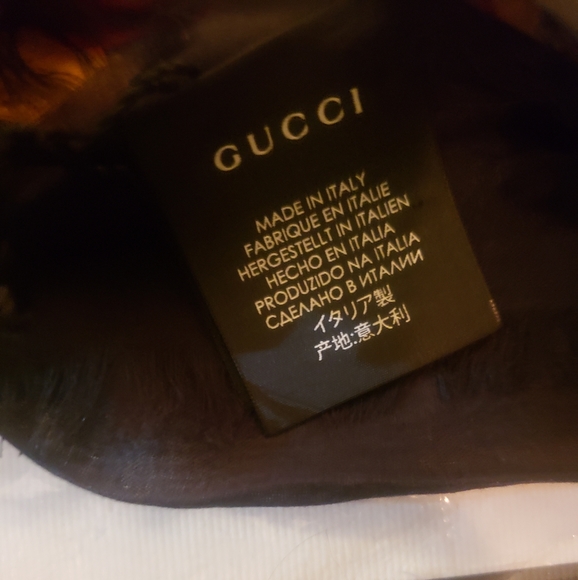 GUCCI
MADE IN ITALY
FABRIQUE EN ITALIE
HERGESTELLT IN ITALIEN
HECHO EN ITALIA
PRODUZIDO NA ITALIA
СДЕЛАНО В ИТАЛИИ
イタリア製
产地:意大利